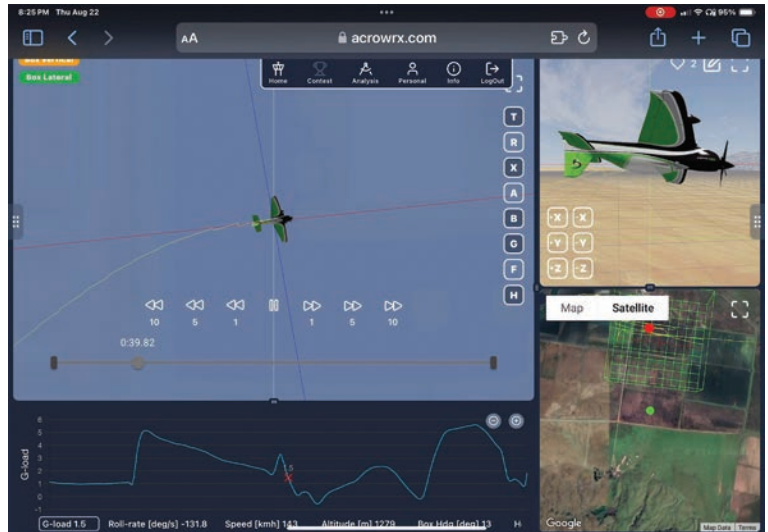 8:25 PM Thu Aug 22
95%
AA
acrowrx.com
Box Vertical
Box Lateral
Home Contest Analysis Personal Info LogOut
2
T
R
X
A
B
G
F
H
-X X
-Y Y
-Z Z
10 5 1 1 5 10
0:39.82
Map Satellite
G-load
6
5
4
3
2
1
0
-1
1.5
G-load 1.5 Roll-rate [deg/s] -131.8 Speed [kmh] 143 Altitude [m] 1279 Box Hdg [deg] 13 H
Google
Map Data Terms